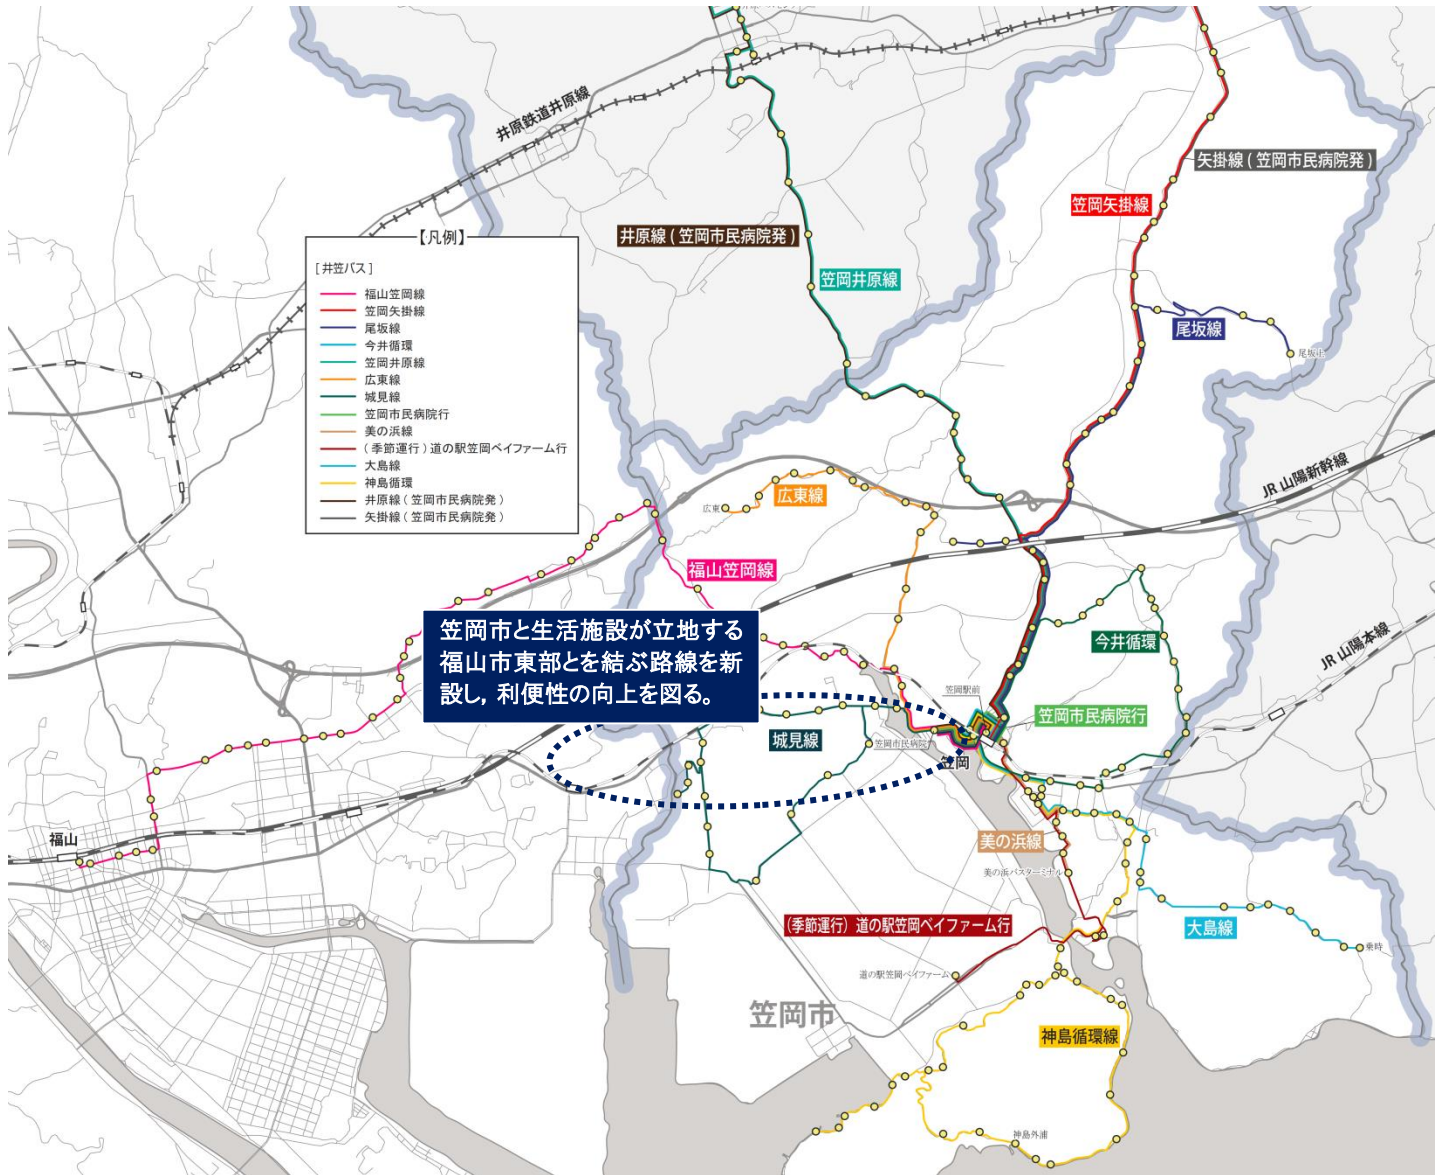 井原鉄道井原線
矢掛線(笠岡市民病院発)
笠岡矢掛線
井原線(笠岡市民病院発)
笠岡井原線
【凡例】
[井笠バス]
福山笠岡線
笠岡矢掛線
尾坂線
今井循環
笠岡井原線
広東線
城見線
笠岡市民病院行
美の浜線
(季節運行)道の駅笠岡ベイファーム行
大島線
神島循環
井原線(笠岡市民病院発)
矢掛線(笠岡市民病院発)
尾坂線
尾坂上
JR山陽新幹線
広東線
広東
福山笠岡線
笠岡市と生活施設が立地する
福山市東部とを結ぶ路線を新
設し,利便性の向上を図る。
今井循環
JR山陽本線
笠岡駅前
笠岡市民病院行
城見線
笠岡市民病院
笠岡
福山
美の浜線
美の浜バスターミナル
(季節運行)道の駅笠岡ベイファーム行
大島線
乗時
道の駅笠岡ベイファーム
笠岡市
神島循環線
神島外浦